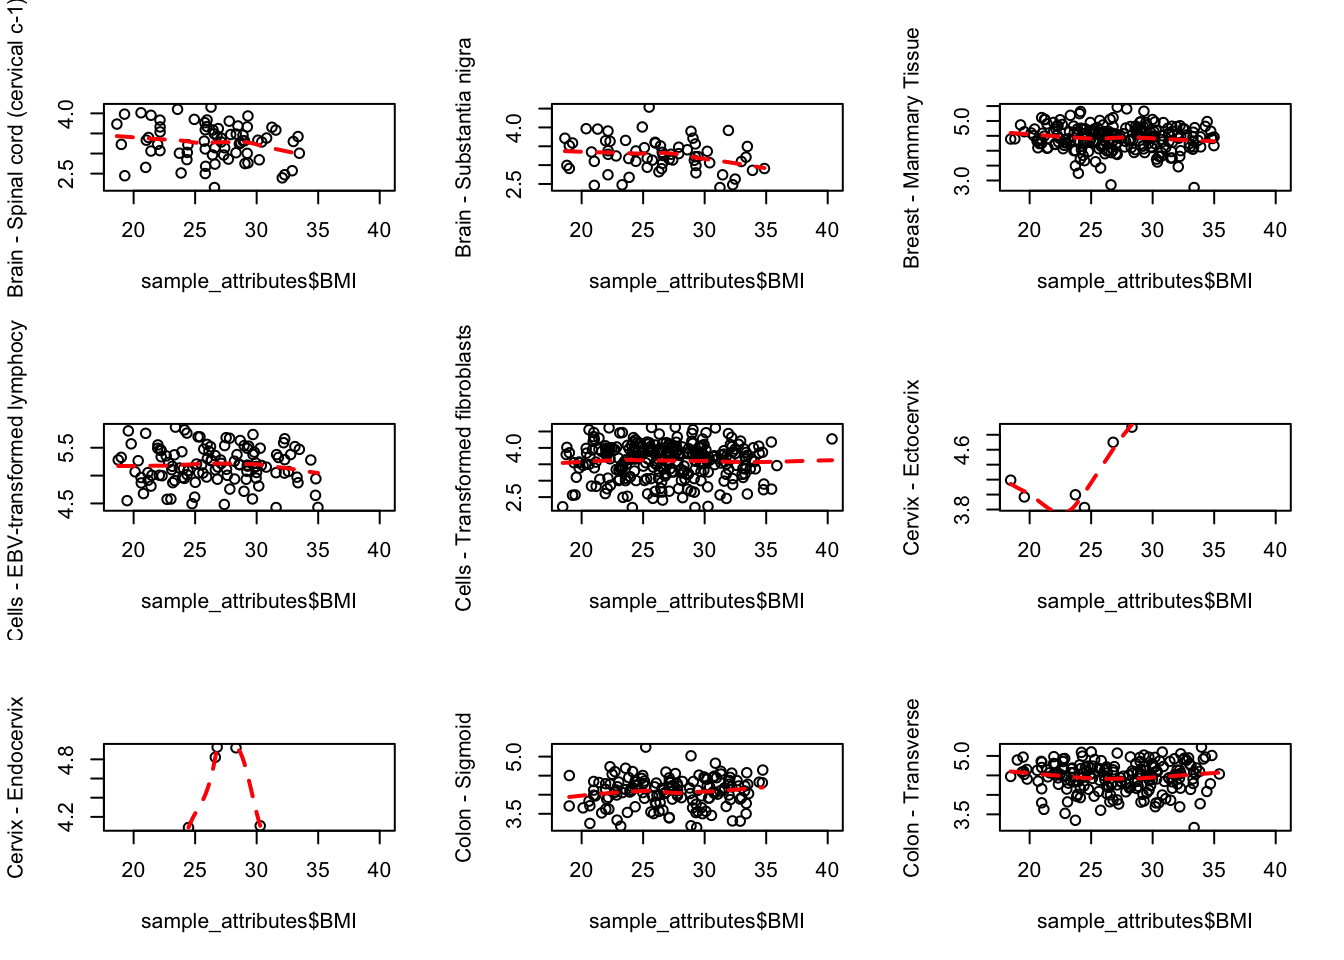 Brain - Spinal cord (cervical c-1)
4.0
2.5
20 25 30 35 40
sample_attributes$BMI
Brain - Substantia nigra
4.0
2.5
20 25 30 35 40
sample_attributes$BMI
Breast - Mammary Tissue
5.0
3.0
20 25 30 35 40
sample_attributes$BMI
Cells - EBV-transformed lymphocy
5.5
4.5
20 25 30 35 40
sample_attributes$BMI
Cells - Transformed fibroblasts
4.0
2.5
20 25 30 35 40
sample_attributes$BMI
Cervix - Ectocervix
4.6
3.8
20 25 30 35 40
sample_attributes$BMI
Cervix - Endocervix
4.8
4.2
20 25 30 35 40
sample_attributes$BMI
Colon - Sigmoid
5.0
3.5
20 25 30 35 40
sample_attributes$BMI
Colon - Transverse
5.0
3.5
20 25 30 35 40
sample_attributes$BMI